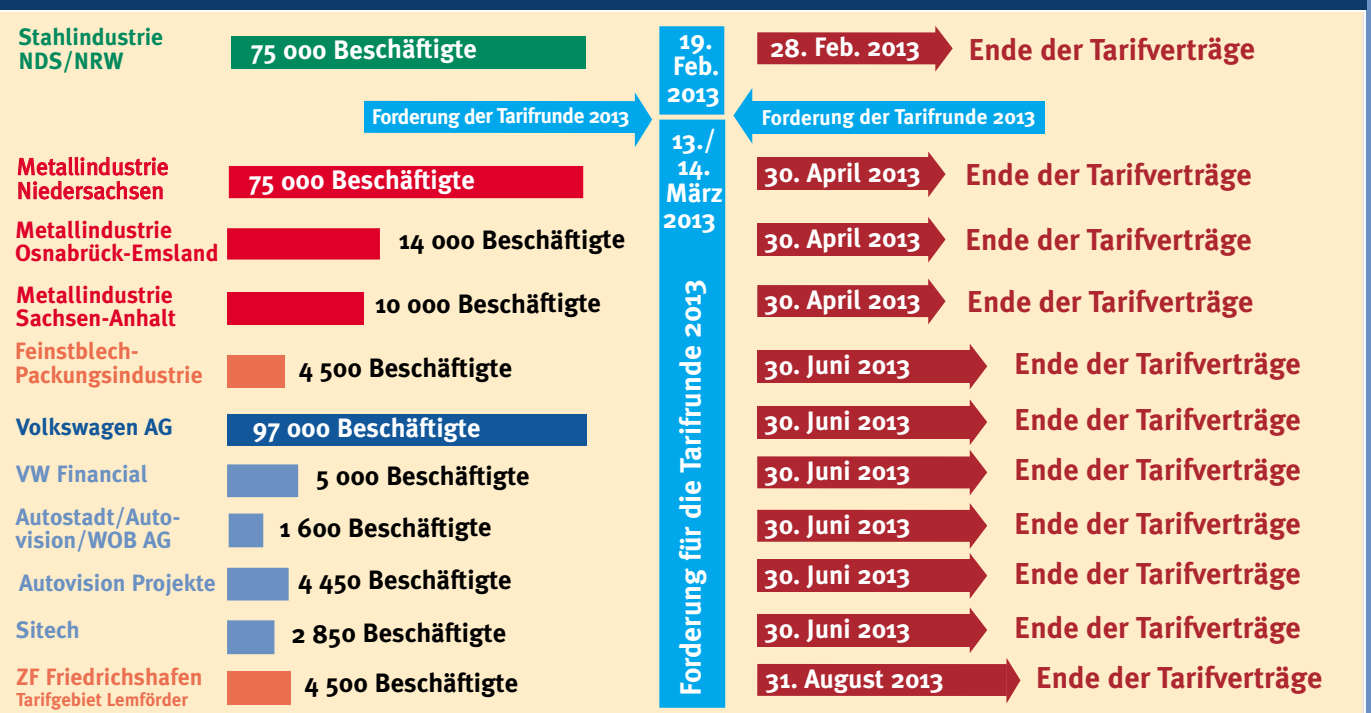 Stahlindustrie
NDS/NRW
75 000 Beschäftigte
19.
Feb.
2013
28. Feb. 2013
Ende der Tarifverträge
Forderung der Tarifrunde 2013
Forderung der Tarifrunde 2013
13./
14.
März
2013
Forderung für die Tarifrunde 2013
Metallindustrie
Niedersachsen
75 000 Beschäftigte
30. April 2013
Ende der Tarifverträge
Metallindustrie
Osnabrück-Emsland
14 000 Beschäftigte
30. April 2013
Ende der Tarifverträge
Metallindustrie
Sachsen-Anhalt
10 000 Beschäftigte
30. April 2013
Ende der Tarifverträge
Feinstblech-
Packungsindustrie
4 500 Beschäftigte
30. Juni 2013
Ende der Tarifverträge
Volkswagen AG
97 000 Beschäftigte
30. Juni 2013
Ende der Tarifverträge
VW Financial
5 000 Beschäftigte
30. Juni 2013
Ende der Tarifverträge
Autostadt/Auto-
vision/WOB AG
1 600 Beschäftigte
30. Juni 2013
Ende der Tarifverträge
Autovision Projekte
4 450 Beschäftigte
30. Juni 2013
Ende der Tarifverträge
Sitech
2 850 Beschäftigte
30. Juni 2013
Ende der Tarifverträge
ZF Friedrichshafen
Tarifgebiet Lemförder
4 500 Beschäftigte
31. August 2013
Ende der Tarifverträge